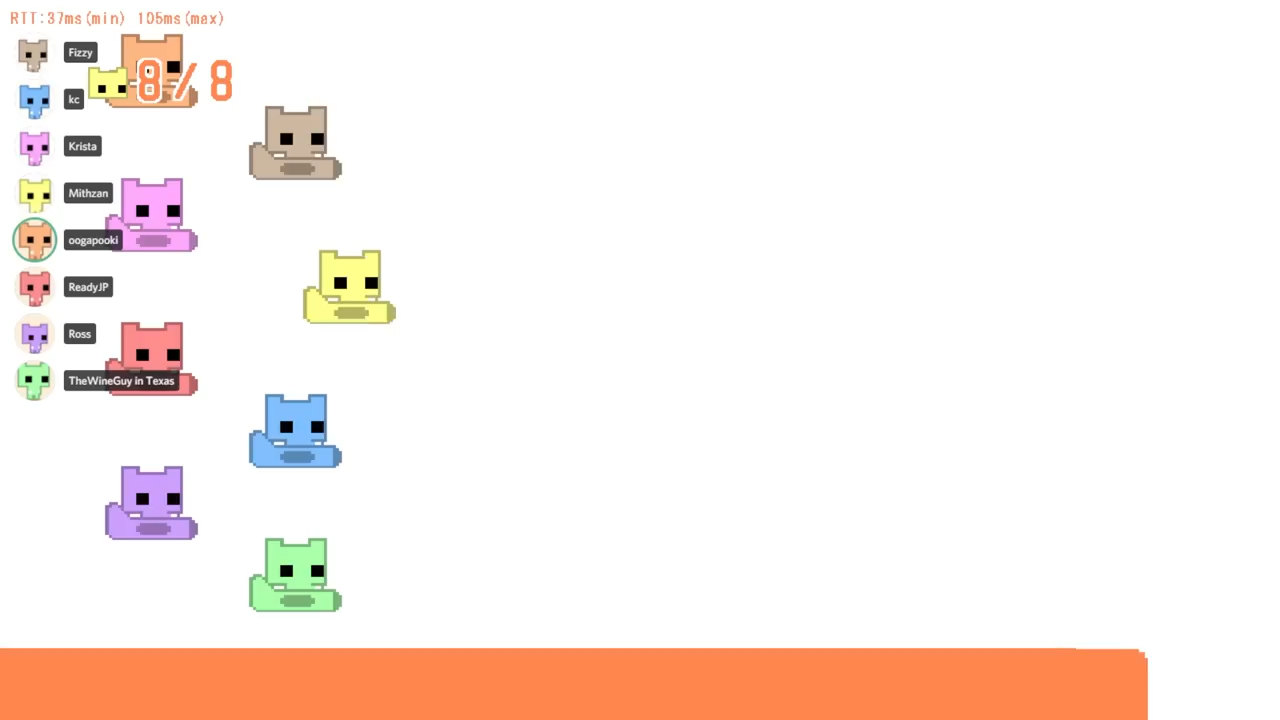 RTT:37ms(min) 105ms(max)
Fizzy
8/8
kc
Krista
Mithzan
oogapooki
ReadyJP
Ross
TheWineGuy in Texas